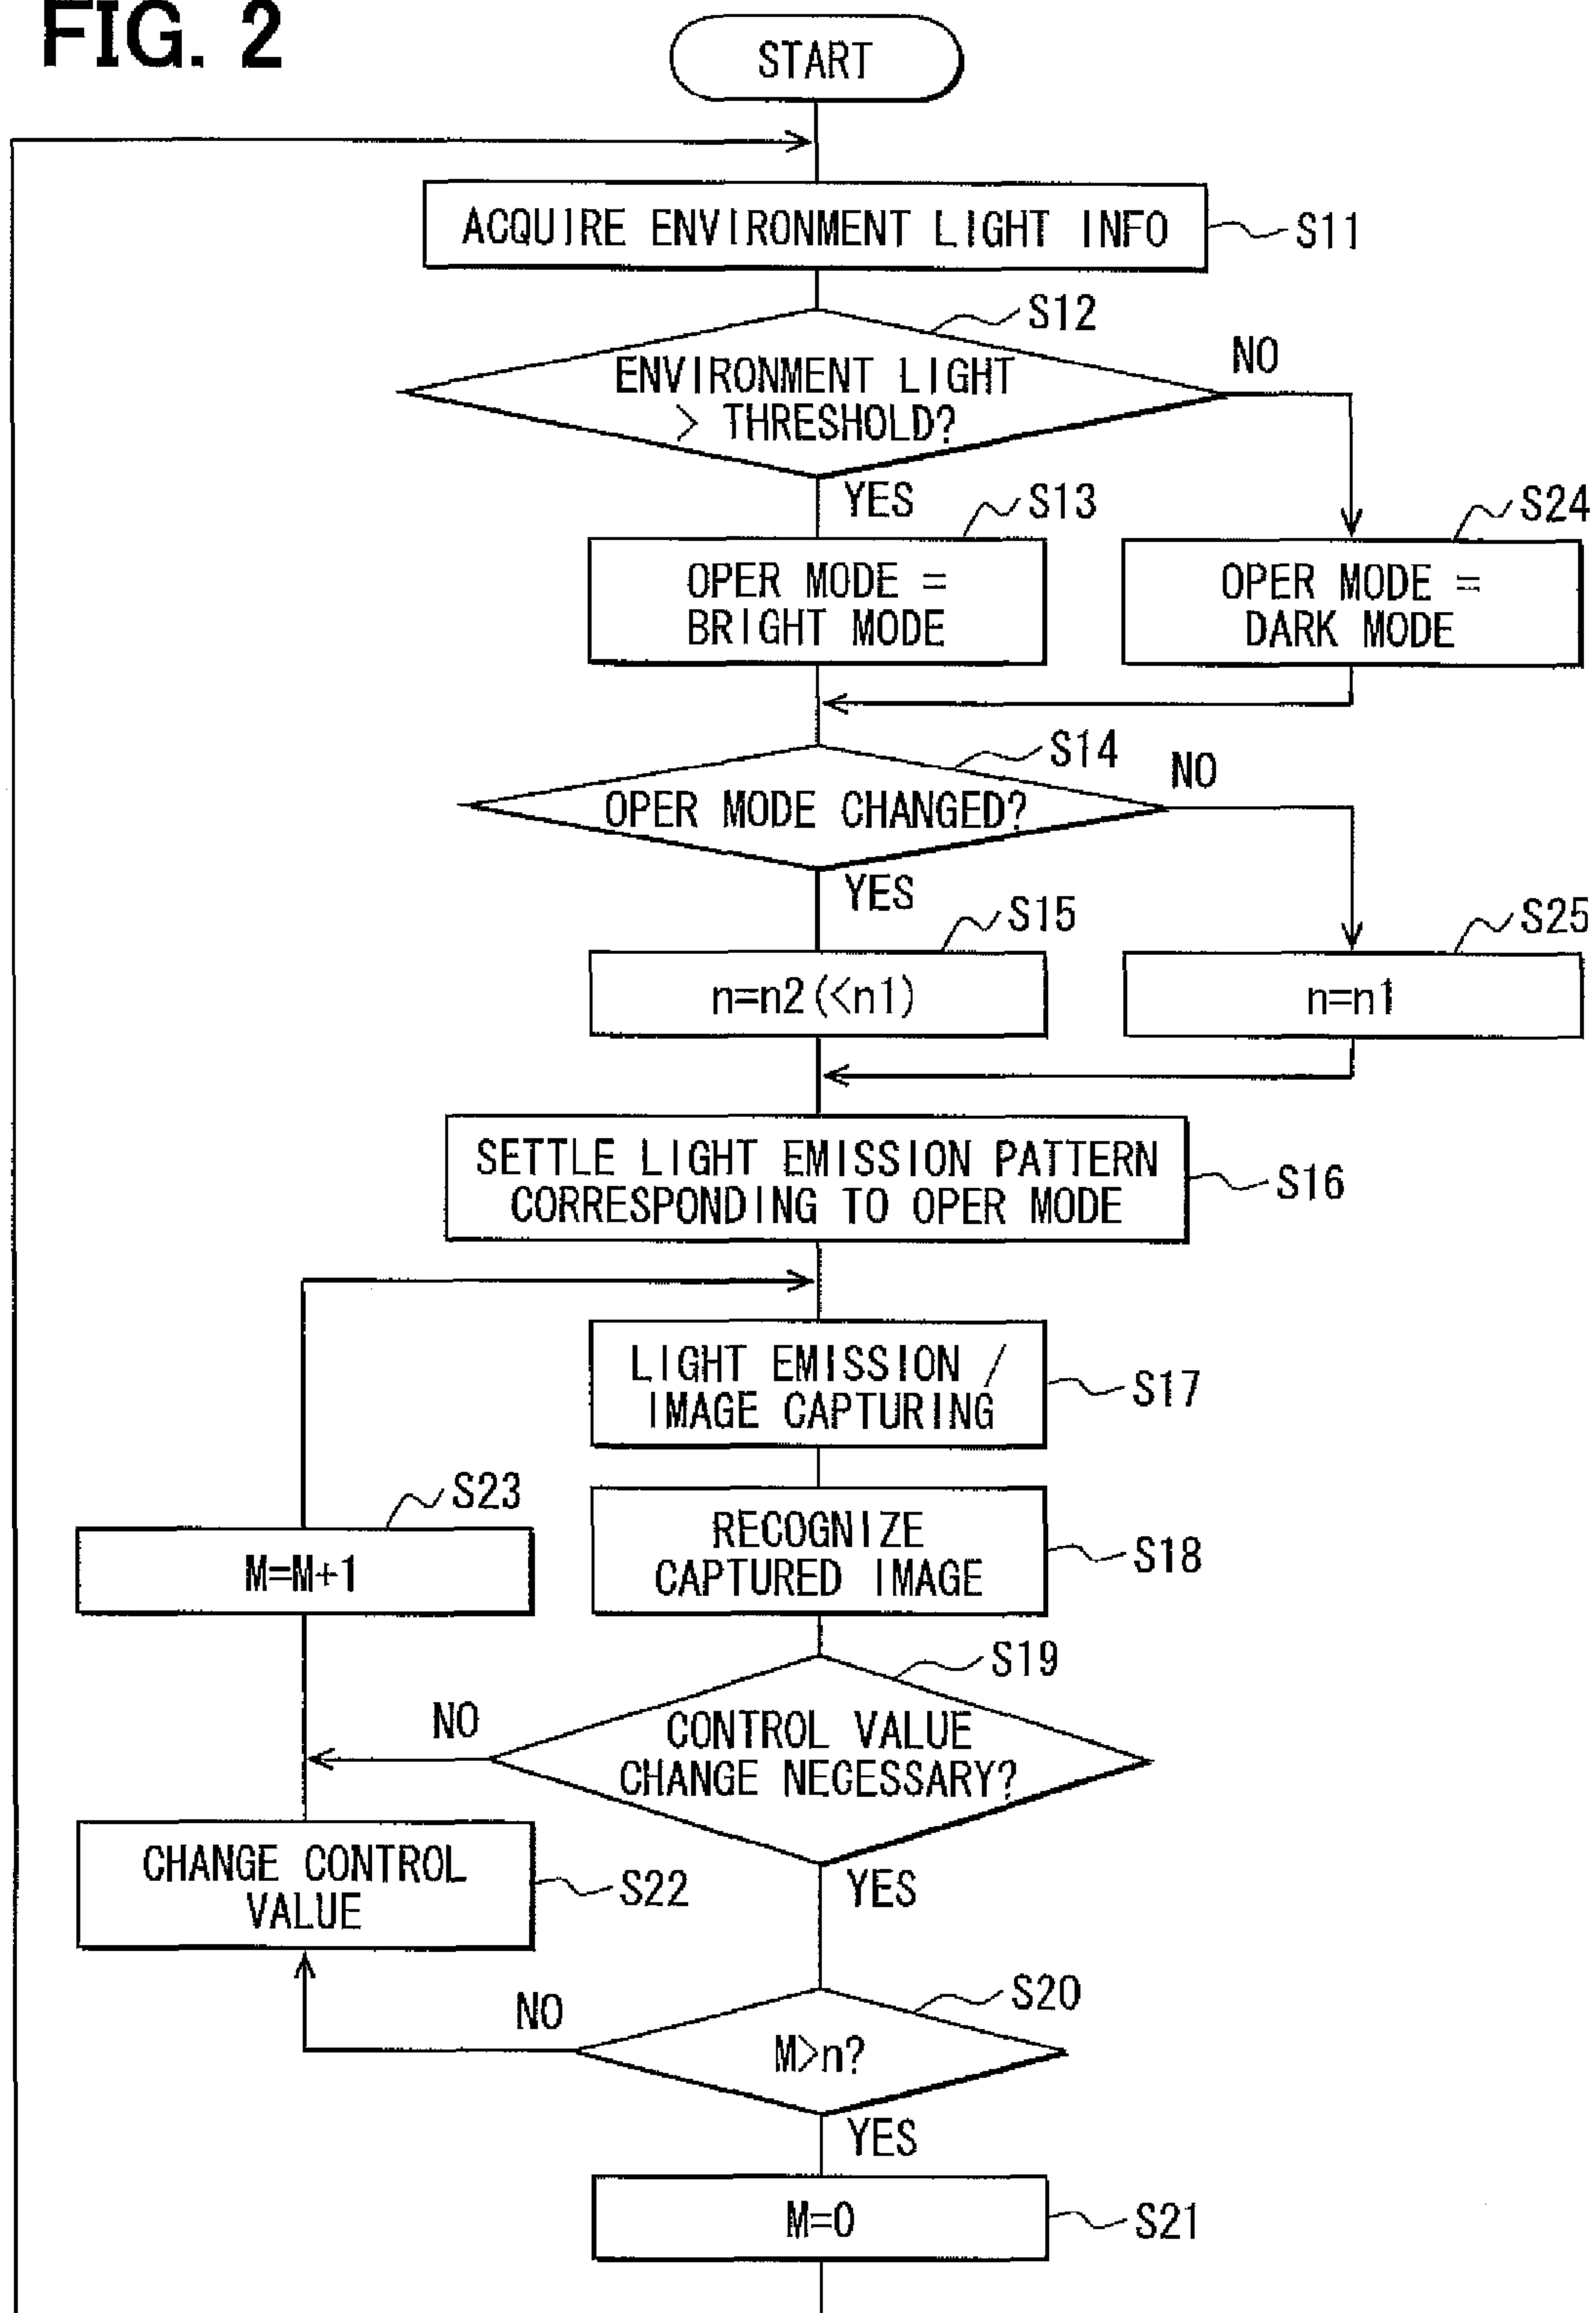 FIG. 2
START
ACQUIRE ENVIRONMENT LIGHT INFO
S11
S12
ENVIRONMENT LIGHT
> THRESHOLD?
NO
YES
S13
OPER MODE =
BRIGHT MODE
S24
OPER MODE =
DARK MODE
S14
OPER MODE CHANGED?
NO
YES
S15
n=n2(<n1)
S25
n=n1
SETTLE LIGHT EMISSION PATTERN
CORRESPONDING TO OPER MODE
S16
LIGHT EMISSION /
IMAGE CAPTURING
S17
S23
M=M+1
RECOGNIZE
CAPTURED IMAGE
S18
S19
CONTROL VALUE
CHANGE NECESSARY?
NO
YES
CHANGE CONTROL
VALUE
S22
S20
M>n?
NO
YES
M=0
S21